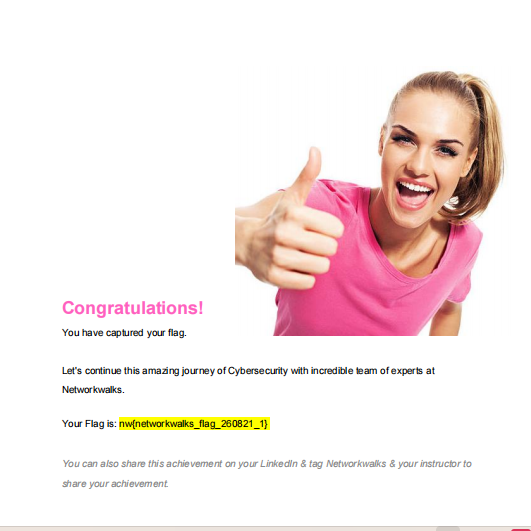 Congratulations!
You have captured your flag.
Let's continue this amazing journey of Cybersecurity with incredible team of experts at
Networkwalks.
Your Flag is: nw{networkwalks_flag_260821_1}
You can also share this achievement on your LinkedIn & tag Networkwalks & your instructor to
share your achievement.